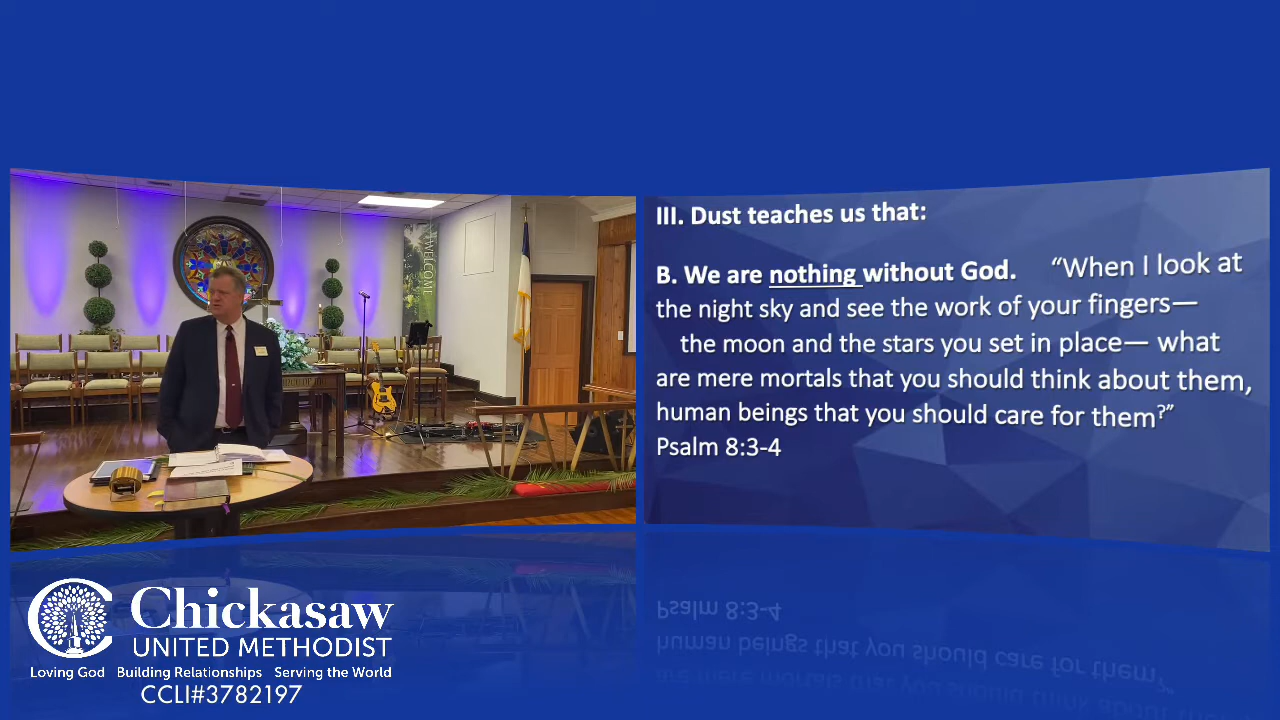 WELCOME
III. Dust teaches us that:
B. We are nothing without God. “When I look at
the night sky and see the work of your fingers—
the moon and the stars you set in place— what
are mere mortals that you should think about them,
human beings that you should care for them?”
Psalm 8:3-4
Chickasaw
UNITED METHODIST
Loving God Building Relationships Serving the World
CCLI#3782197